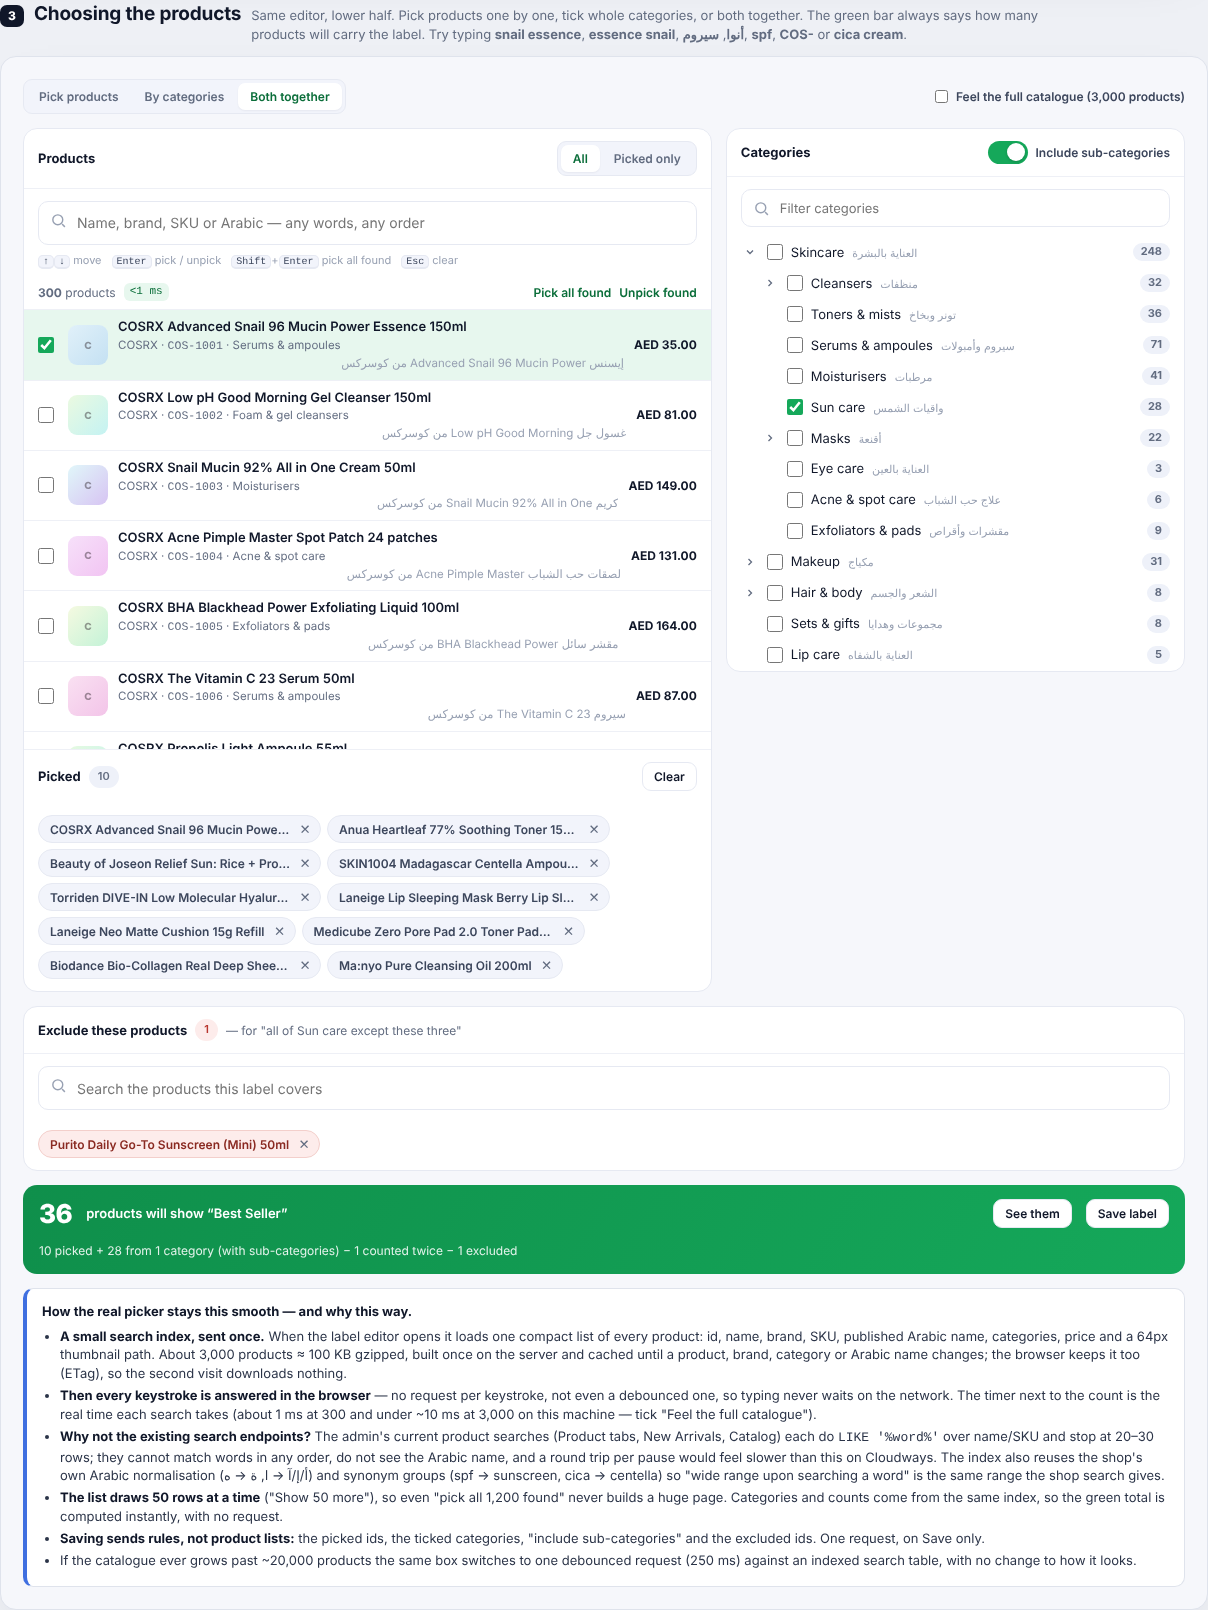 3 Choosing the products
Same editor, lower half. Pick products one by one, tick whole categories, or both together. The green bar always says how many
products will carry the label. Try typing snail essence, essence snail, أنوا, سيروم, spf, COS- or cica cream.
Pick products By categories Both together
Feel the full catalogue (3,000 products)
Products
All Picked only
Name, brand, SKU or Arabic — any words, any order
↑ ↓ move Enter pick / unpick Shift+Enter pick all found Esc clear
300 products <1 ms Pick all found Unpick found
C
COSRX Advanced Snail 96 Mucin Power Essence 150ml
COSRX · COS-1001 · Serums & ampoules
AED 35.00
إيسنس Advanced Snail 96 Mucin Power من كوسركس
C
COSRX Low pH Good Morning Gel Cleanser 150ml
COSRX · COS-1002 · Foam & gel cleansers
AED 81.00
غسول جل Low pH Good Morning من كوسركس
C
COSRX Snail Mucin 92% All in One Cream 50ml
COSRX · COS-1003 · Moisturisers
AED 149.00
كريم Snail Mucin 92% All in One من كوسركس
C
COSRX Acne Pimple Master Spot Patch 24 patches
COSRX · COS-1004 · Acne & spot care
AED 131.00
لصقات حب الشباب Acne Pimple Master من كوسركس
C
COSRX BHA Blackhead Power Exfoliating Liquid 100ml
COSRX · COS-1005 · Exfoliators & pads
AED 164.00
مقشر سائل BHA Blackhead Power من كوسركس
C
COSRX The Vitamin C 23 Serum 50ml
COSRX · COS-1006 · Serums & ampoules
AED 87.00
سيروم The Vitamin C 23 من كوسركس
COSRX Propolis Light Ampoule 55ml
Picked 10
Clear
COSRX Advanced Snail 96 Mucin Powe... ✕ Anua Heartleaf 77% Soothing Toner 15... ✕
Beauty of Joseon Relief Sun: Rice + Pro... ✕ SKIN1004 Madagascar Centella Ampou... ✕
Torriden DIVE-IN Low Molecular Hyalur... ✕ Laneige Lip Sleeping Mask Berry Lip Sl... ✕
Laneige Neo Matte Cushion 15g Refill ✕ Medicube Zero Pore Pad 2.0 Toner Pad... ✕
Biodance Bio-Collagen Real Deep Shee... ✕ Ma:nyo Pure Cleansing Oil 200ml ✕
Categories
Include sub-categories
Filter categories
Skincare العناية بالبشرة 248
Cleansers منظفات 32
Toners & mists تونر وبخاخ 36
Serums & ampoules سيروم وأمبولات 71
Moisturisers مرطبات 41
Sun care واقيات الشمس 28
Masks أقنعة 22
Eye care العناية بالعين 3
Acne & spot care علاج حب الشباب 6
Exfoliators & pads مقشرات وأقراص 9
Makeup مكياج 31
Hair & body الشعر والجسم 8
Sets & gifts مجموعات وهدايا 8
Lip care العناية بالشفاه 5
Exclude these products 1 — for "all of Sun care except these three"
Search the products this label covers
Purito Daily Go-To Sunscreen (Mini) 50ml ✕
36 products will show “Best Seller”
See them Save label
10 picked + 28 from 1 category (with sub-categories) − 1 counted twice − 1 excluded
How the real picker stays this smooth — and why this way.
• A small search index, sent once. When the label editor opens it loads one compact list of every product: id, name, brand, SKU, published Arabic name, categories, price and a 64px
thumbnail path. About 3,000 products ≈ 100 KB gzipped, built once on the server and cached until a product, brand, category or Arabic name changes; the browser keeps it too
(ETag), so the second visit downloads nothing.
• Then every keystroke is answered in the browser — no request per keystroke, not even a debounced one, so typing never waits on the network. The timer next to the count is the
real time each search takes (about 1 ms at 300 and under ~10 ms at 3,000 on this machine — tick "Feel the full catalogue").
• Why not the existing search endpoints? The admin's current product searches (Product tabs, New Arrivals, Catalog) each do LIKE '%word%' over name/SKU and stop at 20–30
rows; they cannot match words in any order, do not see the Arabic name, and a round trip per pause would feel slower than this on Cloudways. The index also reuses the shop's
own Arabic normalisation (أ/إ/آ → ا, ة → ه) and synonym groups (spf → sunscreen, cica → centella) so "wide range upon searching a word" is the same range the shop search gives.
• The list draws 50 rows at a time ("Show 50 more"), so even "pick all 1,200 found" never builds a huge page. Categories and counts come from the same index, so the green total is
computed instantly, with no request.
• Saving sends rules, not product lists: the picked ids, the ticked categories, "include sub-categories" and the excluded ids. One request, on Save only.
• If the catalogue ever grows past ~20,000 products the same box switches to one debounced request (250 ms) against an indexed search table, with no change to how it looks.